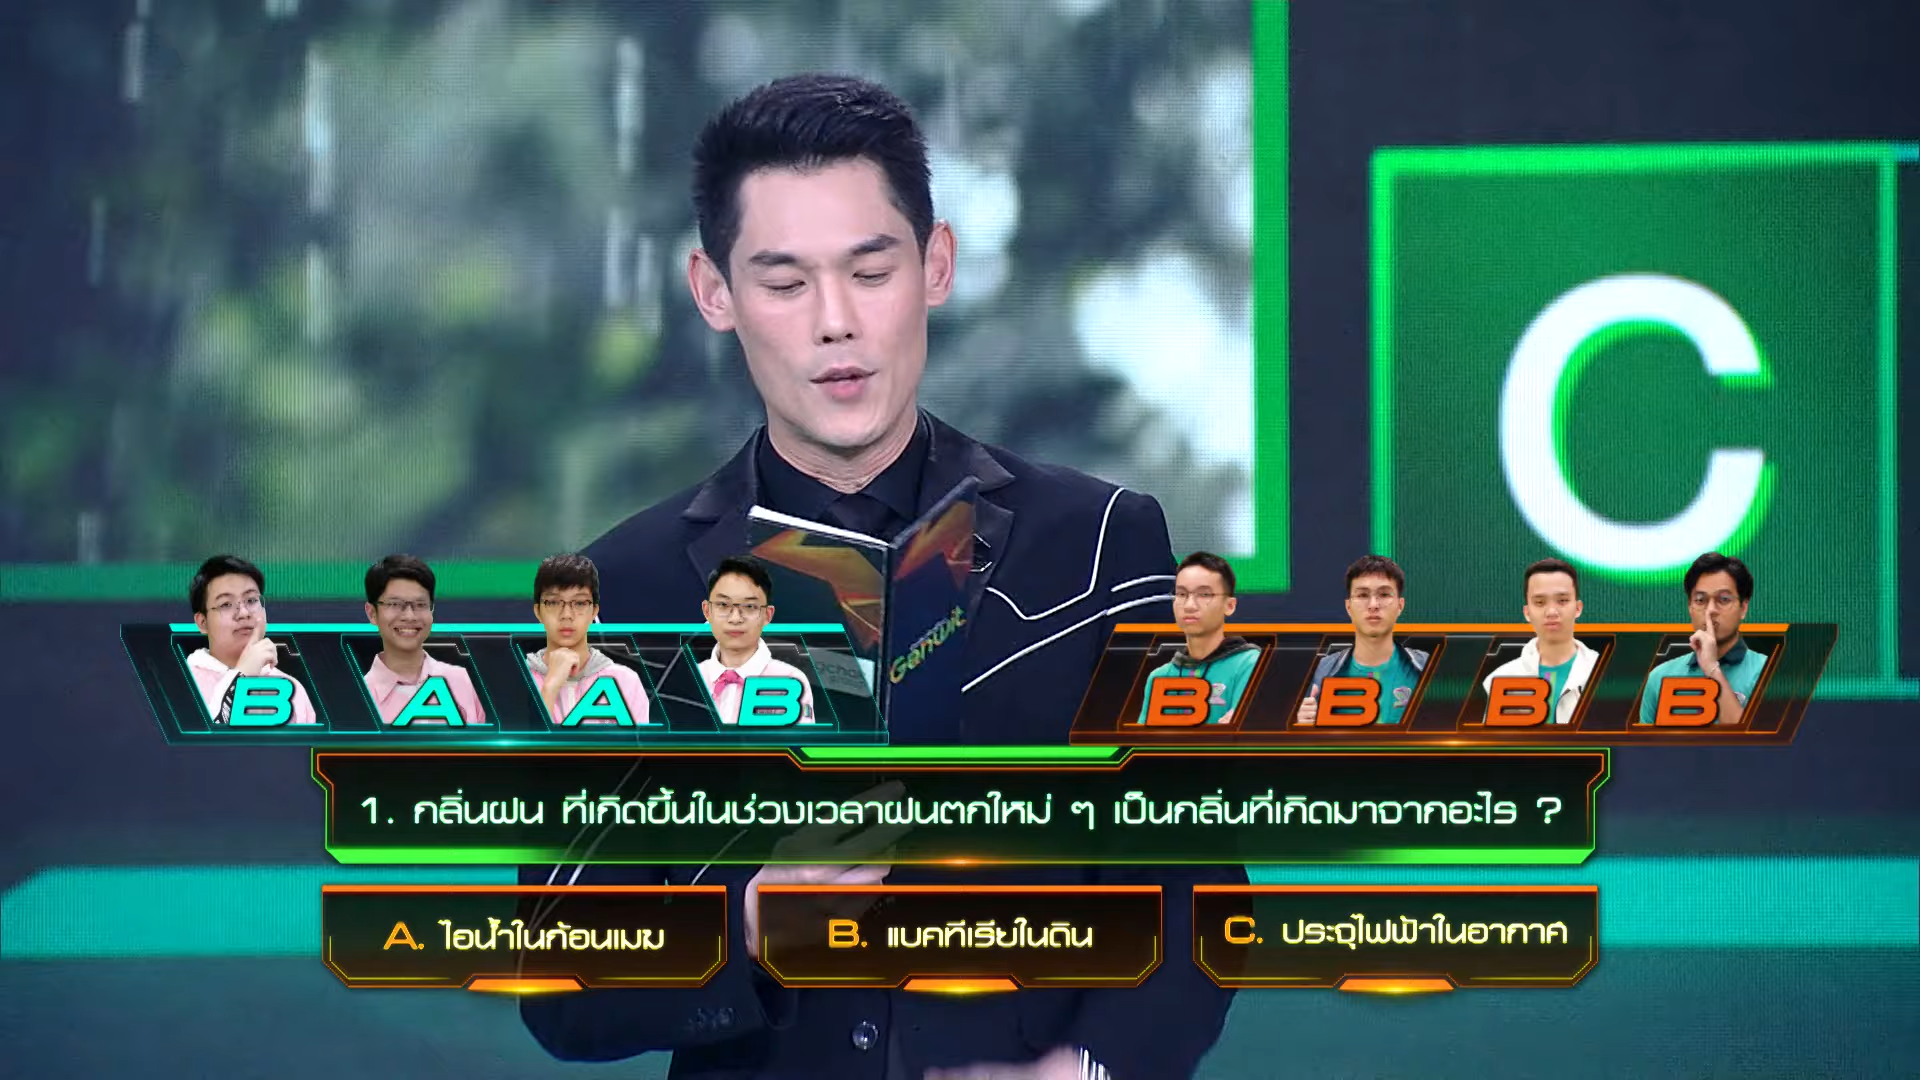 C
Genwit
gchak
group
B
A
A
B
B
B
B
B
1. กลิ่นฝน ที่เกิดขึ้นในช่วงเวลาฝนตกใหม่ ๆ เป็นกลิ่นที่เกิดมาจากอะไร ?
A. ไอน้ำในก้อนเมฆ
B. แบคทีเรียในดิน
C. ประจุไฟฟ้าในอากาศ